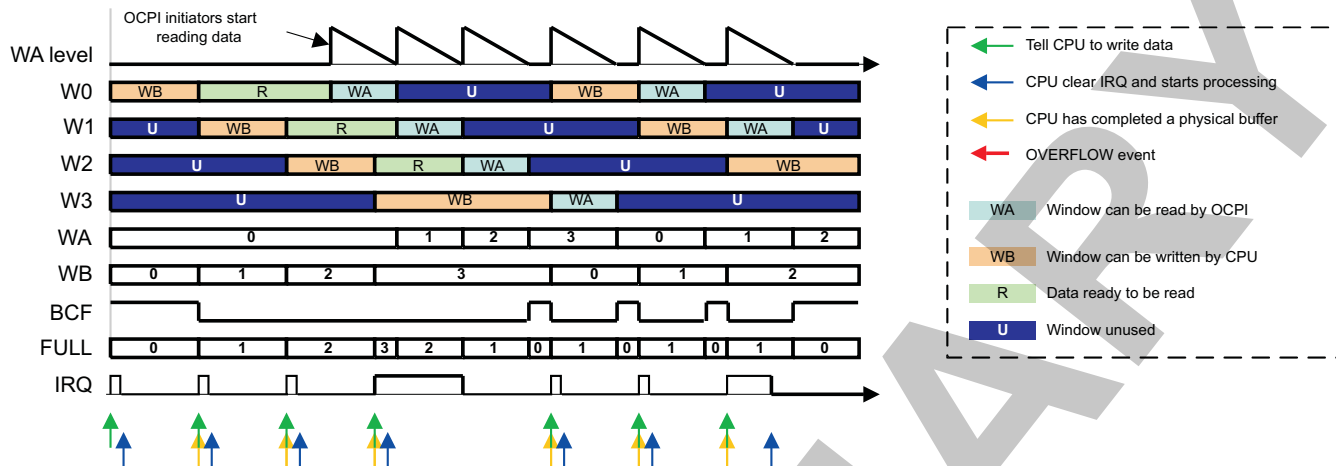 OCPI initiators start
reading data
WA level
W0 WB R WA U WB WA U
W1 U WB R WA U WB WA U
W2 U WB R WA U WB
W3 U WB WA U
WA 0 1 2 3 0 1 2
WB 0 1 2 3 0 1 2
BCF
FULL 0 1 2 3 2 1 0 1 0 1 0 1 0
IRQ
Tell CPU to write data
CPU clear IRQ and starts processing
CPU has completed a physical buffer
OVERFLOW event
WA Window can be read by OCPI
WB Window can be written by CPU
R Data ready to be read
U Window unused
ARY